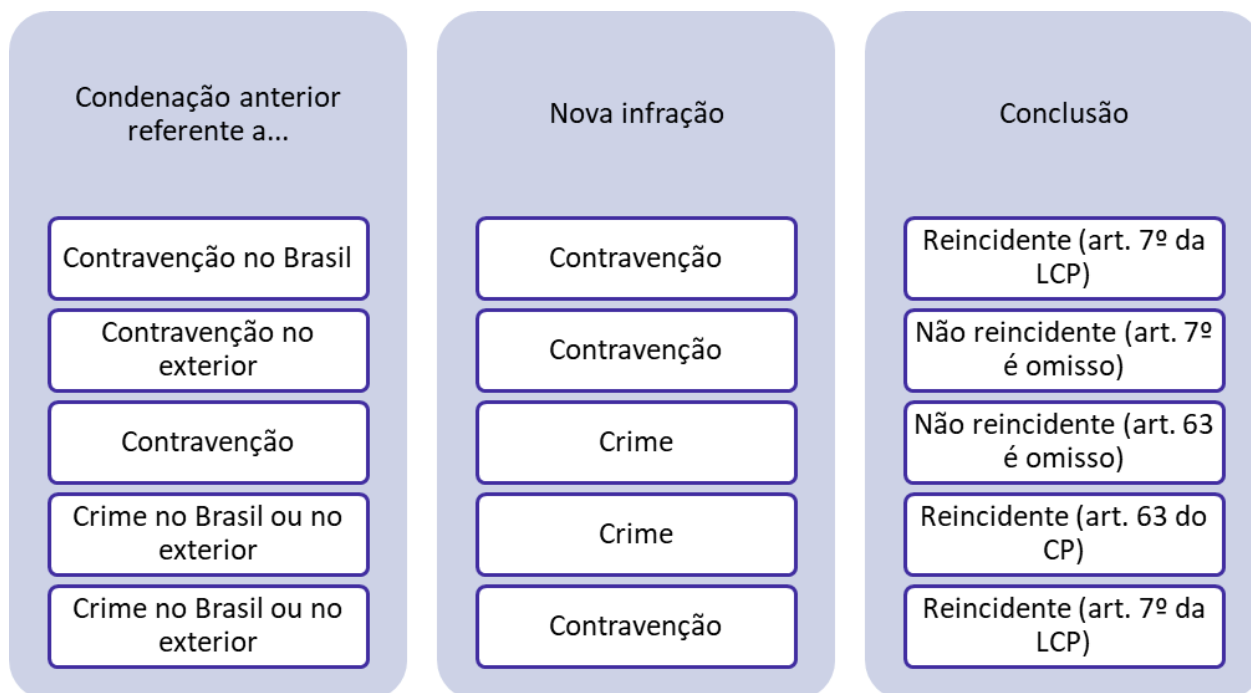 Condenação anterior
referente a...
Nova infração
Conclusão
Contravenção no Brasil
Contravenção
Reincidente (art. 7º da
LCP)
Contravenção no
exterior
Contravenção
Não reincidente (art. 7º
é omisso)
Contravenção
Crime
Não reincidente (art. 63
é omisso)
Crime no Brasil ou no
exterior
Crime
Reincidente (art. 63 do
CP)
Crime no Brasil ou no
exterior
Contravenção
Reincidente (art. 7º da
LCP)